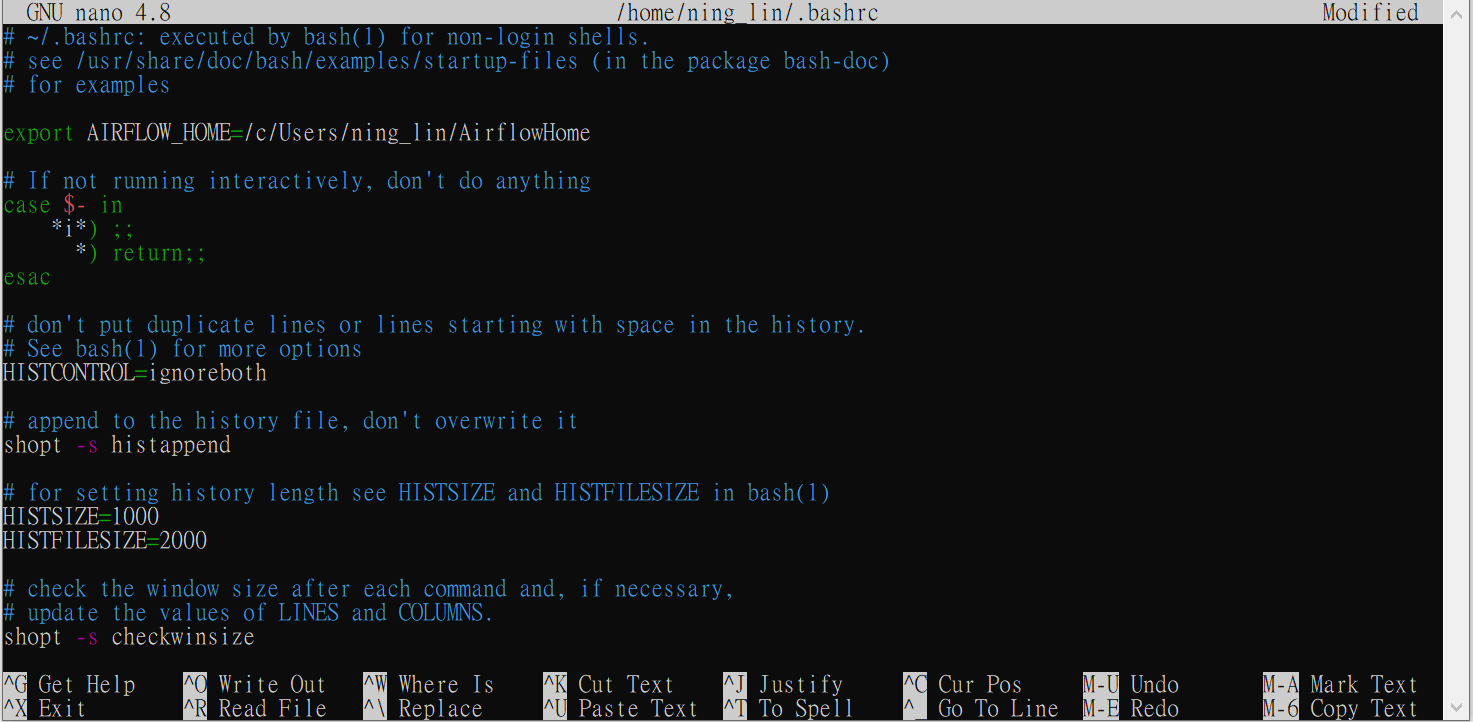 GNU nano 4.8 /home/ning_lin/.bashrc Modified
# ~/.bashrc: executed by bash(1) for non-login shells.
# see /usr/share/doc/bash/examples/startup-files (in the package bash-doc)
# for examples
export AIRFLOW_HOME=/c/Users/ning_lin/AirflowHome
# If not running interactively, don't do anything
case $- in
*i*) ;;
*) return;;
esac
# don't put duplicate lines or lines starting with space in the history.
# See bash(1) for more options
HISTCONTROL=ignoreboth
# append to the history file, don't overwrite it
shopt -s histappend
# for setting history length see HISTSIZE and HISTFILESIZE in bash(1)
HISTSIZE=1000
HISTFILESIZE=2000
# check the window size after each command and, if necessary,
# update the values of LINES and COLUMNS.
shopt -s checkwinsize
^G Get Help ^O Write Out ^W Where Is ^K Cut Text ^J Justify ^C Cur Pos M-U Undo M-A Mark Text
^X Exit ^R Read File ^\ Replace ^U Paste Text ^T To Spell ^_ Go To Line M-E Redo M-6 Copy Text